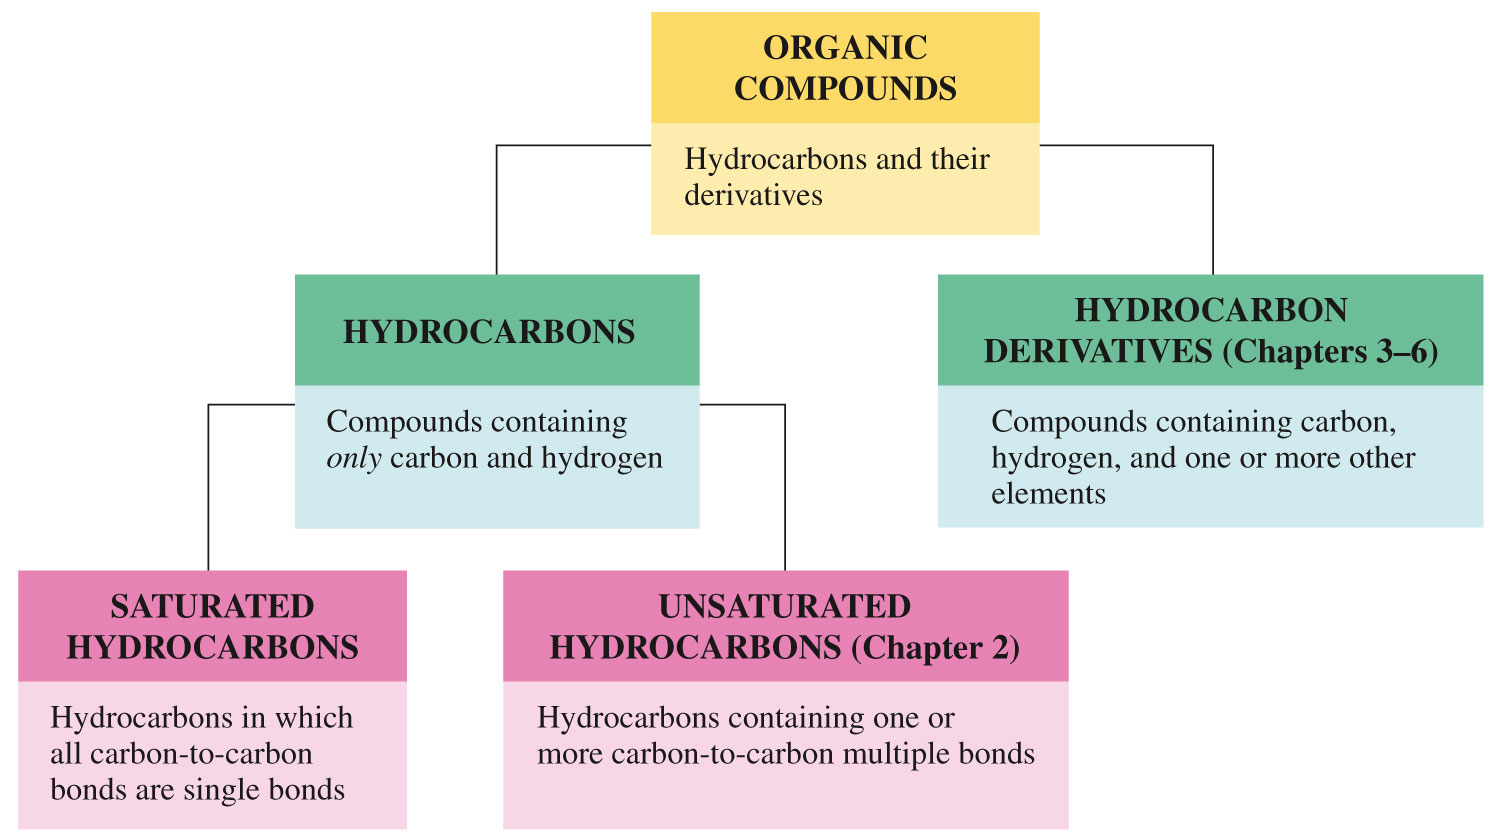 ORGANIC
COMPOUNDS
Hydrocarbons and their
derivatives
HYDROCARBONS
Compounds containing
only carbon and hydrogen
HYDROCARBON
DERIVATIVES (Chapters 3–6)
Compounds containing carbon,
hydrogen, and one or more other
elements
SATURATED
HYDROCARBONS
Hydrocarbons in which
all carbon-to-carbon
bonds are single bonds
UNSATURATED
HYDROCARBONS (Chapter 2)
Hydrocarbons containing one or
more carbon-to-carbon multiple bonds